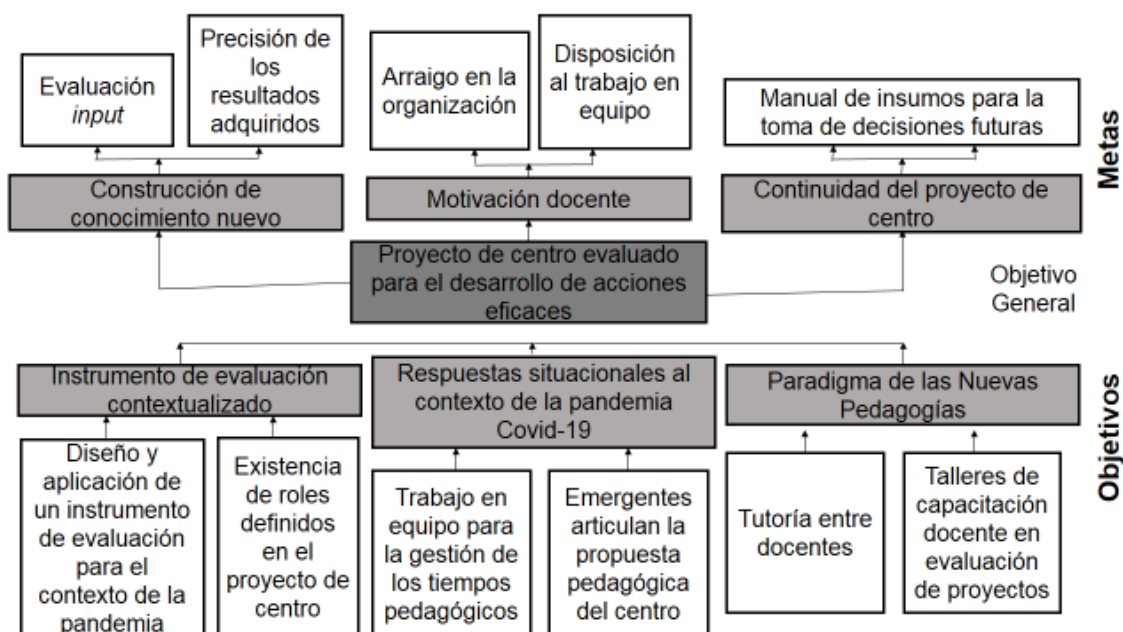 Evaluación
input
Precisión de
los
resultados
adquiridos
Arraigo en la
organización
Disposición
al trabajo en
equipo
Manual de insumos para la
toma de decisiones futuras
Metas
Construcción de
conocimiento nuevo
Motivación docente
Continuidad del proyecto de
centro
Proyecto de centro evaluado
para el desarrollo de acciones
eficaces
Objetivo
General
Instrumento de evaluación
contextualizado
Respuestas situacionales al
contexto de la pandemia
Covid-19
Paradigma de las Nuevas
Pedagogías
Objetivos
Diseño y
aplicación de
un instrumento
de evaluación
para el
contexto de la
pandemia
Existencia
de roles
definidos
en el
proyecto de
centro
Trabajo en
equipo para
la gestión de
los tiempos
pedagógicos
Emergentes
articulan la
propuesta
pedagógica
del centro
Tutoría entre
docentes
Talleres de
capacitación
docente en
evaluación
de proyectos